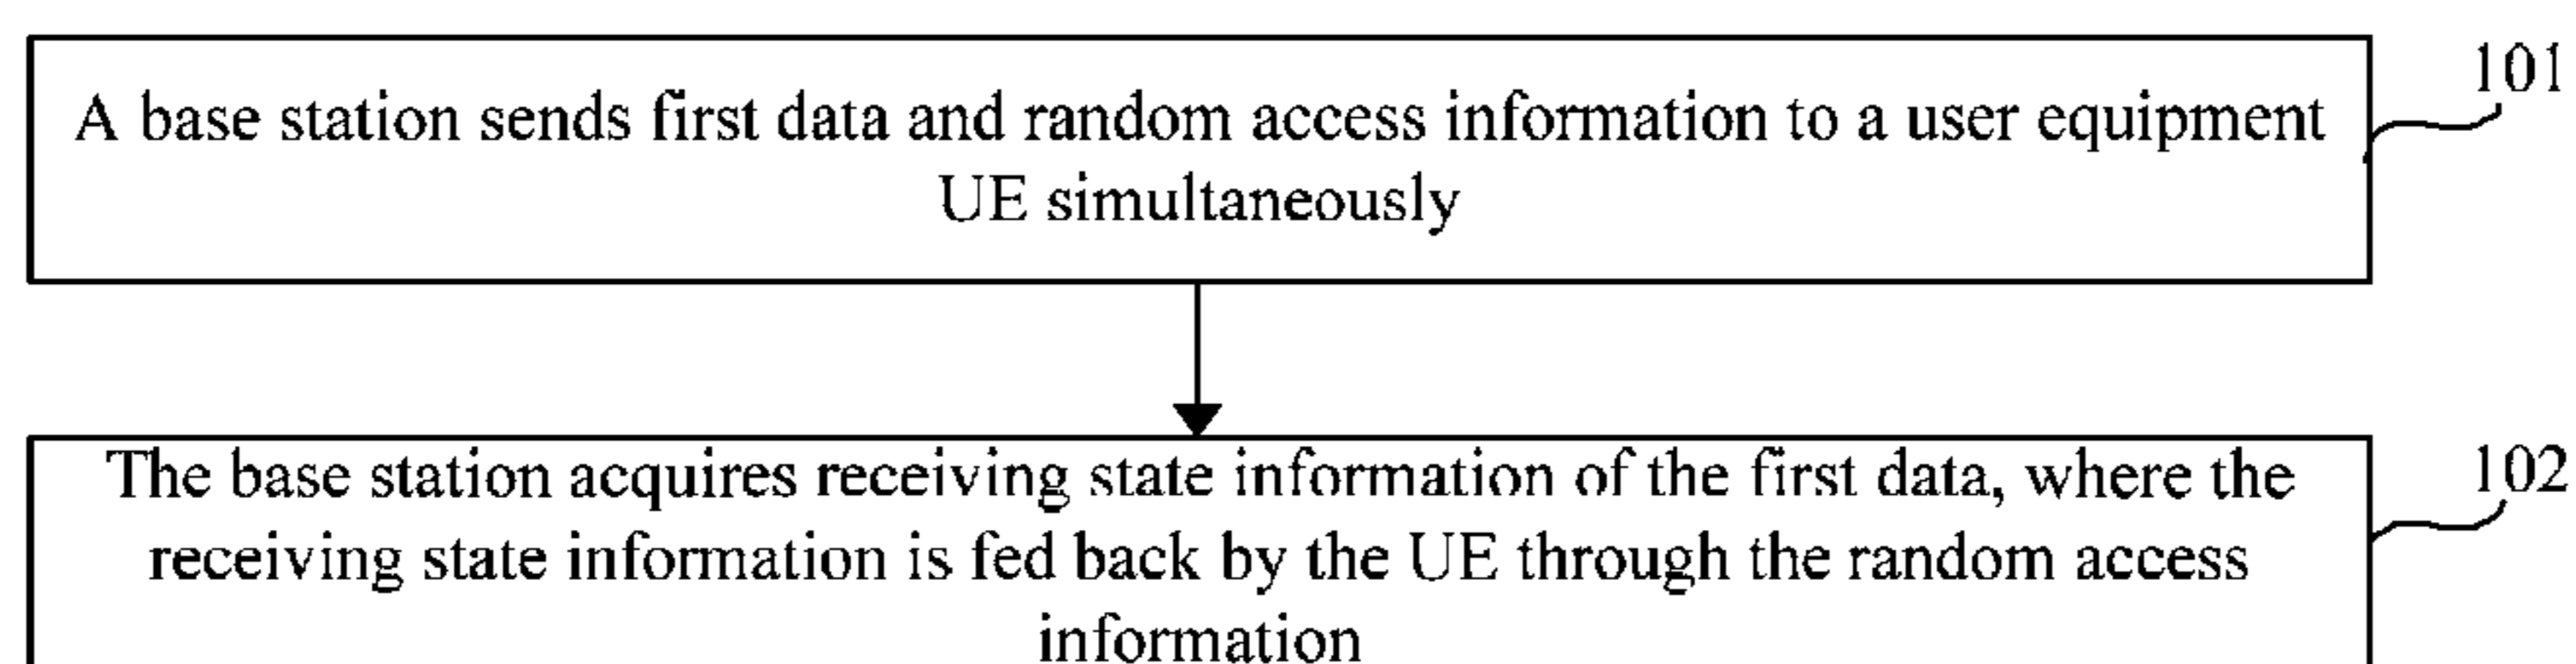 101
A base station sends first data and random access information to a user equipment
UE simultaneously
102
The base station acquires receiving state information of the first data, where the
receiving state information is fed back by the UE through the random access
information